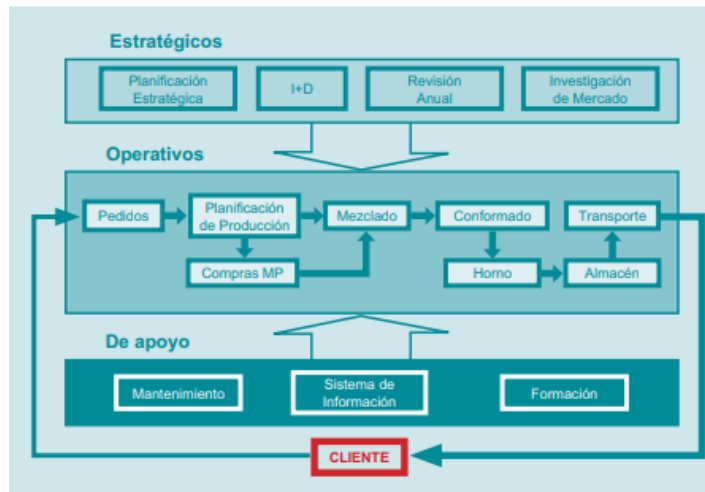 Estratégicos
Planificación
Estratégica
I+D
Revisión
Anual
Investigación
de Mercado
Operativos
Pedidos
Planificación
de Producción
Mezclado
Conformado
Transporte
Compras MP
Horno
Almacén
De apoyo
Mantenimiento
Sistema de
Información
Formación
CLIENTE